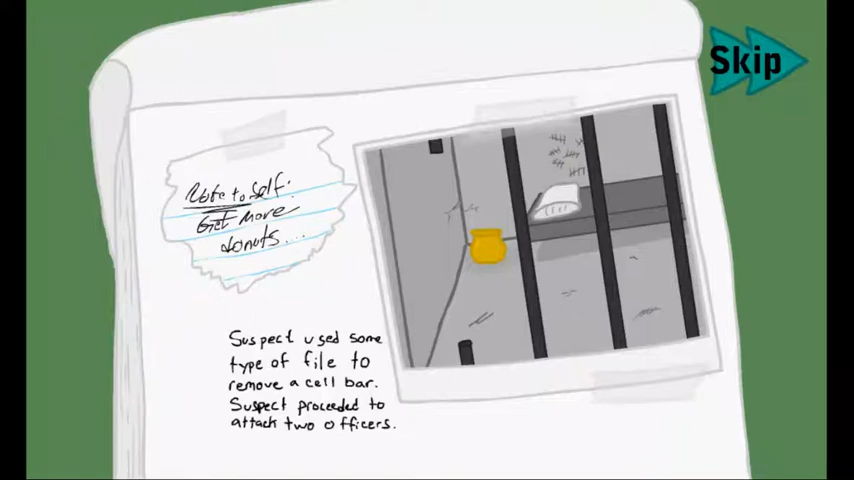 Skip
Note to self:
Get More
donuts...
Suspect used some
type of file to
remove a cell bar.
Suspect proceeded to
attack two officers.